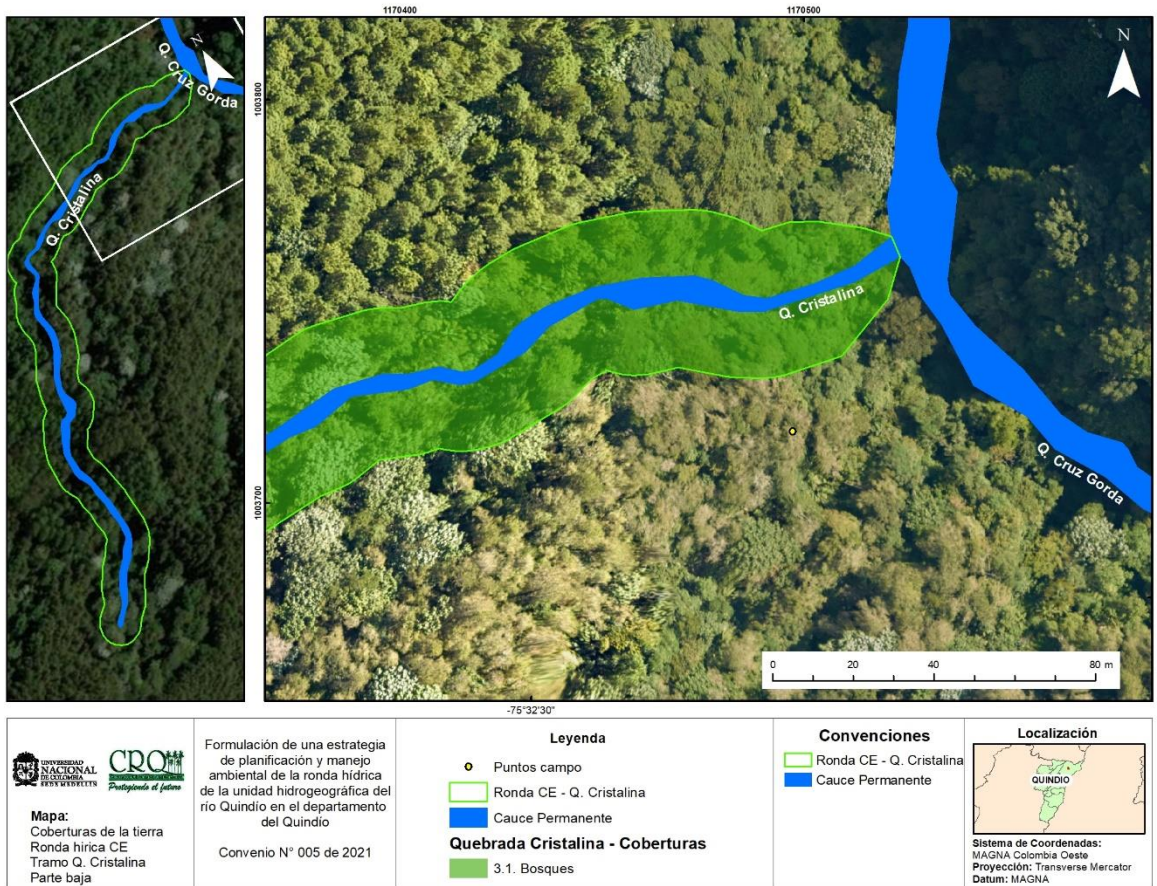 1170400
1170500
N
N
Q. Cruz Gorda
1003800
Q. Cristalina
Q. Cristalina
Q. Cruz Gorda
1003700
0 20 40 60 80 m
-75°32'30"
UNIVERSIDAD
NACIONAL
DE COLOMBIA
SEDE MEDELLÍN
CRQ
Protegiendo el futuro
Mapa:
Coberturas de la tierra
Ronda hirica CE
Tramo Q. Cristalina
Parte baja
Formulación de una estrategia
de planificación y manejo
ambiental de la ronda hídrica
de la unidad hidrogeográfica del
río Quindío en el departamento
del Quindío
Convenio N° 005 de 2021
Leyenda
Puntos campo
Ronda CE - Q. Cristalina
Cauce Permanente
Quebrada Cristalina - Coberturas
3.1. Bosques
Convenciones
Ronda CE - Q. Cristalina
Cauce Permanente
Localización
QUINDIO
Sistema de Coordenadas:
MAGNA Colombia Oeste
Proyección: Transverse Mercator
Datum: MAGNA